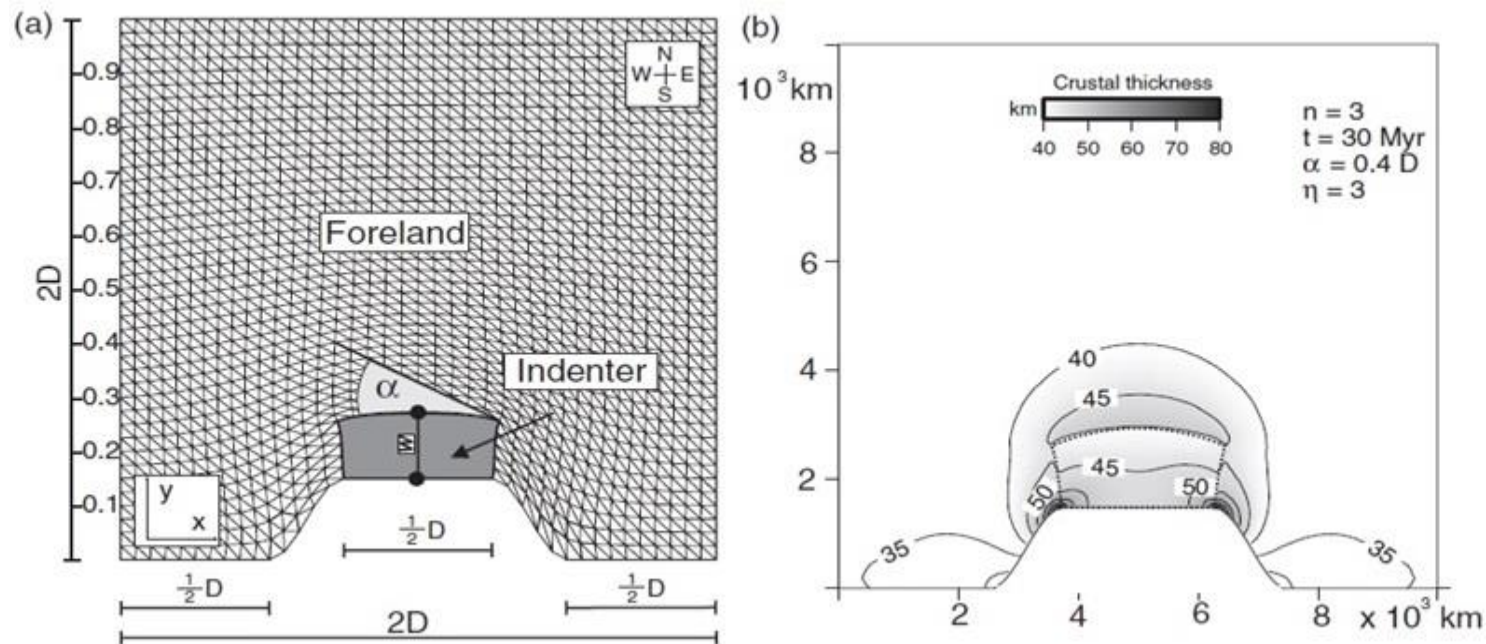 (a)
2D
0.9
0.8
0.7
0.6
0.5
0.4
0.3
0.2
0.1
N
W E
S
Foreland
Indenter
α
w
y
x
½D
½D
½D
2D
(b)
10³ km
8
6
4
2
Crustal thickness
km
40 50 60 70 80
n = 3
t = 30 Myr
α = 0.4 D
η = 3
40
45
45
50
50
35
35
2 4 6 8 x 10³ km